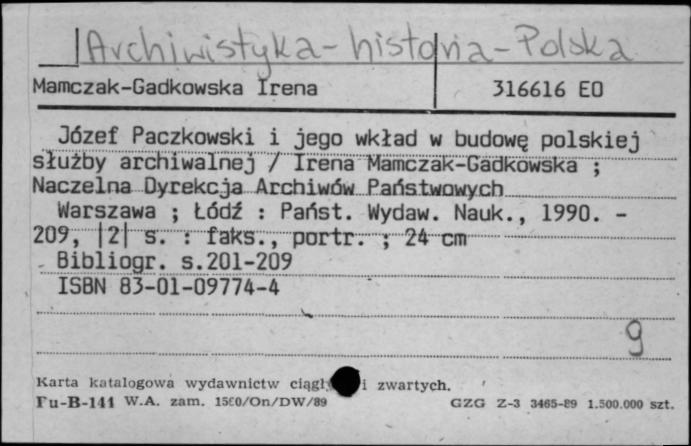 Archiwistyka - historia - Polska
Mamczak-Gadkowska Irena 316616 EO
Józef Paczkowski i jego wkład w budowę polskiej
służby archiwalnej / Irena Mamczak-Gadkowska ;
Naczelna Dyrekcja Archiwów Państwowych
Warszawa ; Łódź : Państ. Wydaw. Nauk., 1990. -
209, |2| s. : faks., portr. ; 24 cm
Bibliogr. s.201-209
ISBN 83-01-09774-4
9
Karta katalogowa wydawnictw i zwartych.
Pu-B-141 W.A. zam. 1560/On/DW/89 GZG Z-3 3465-89 1.500.000 szt.